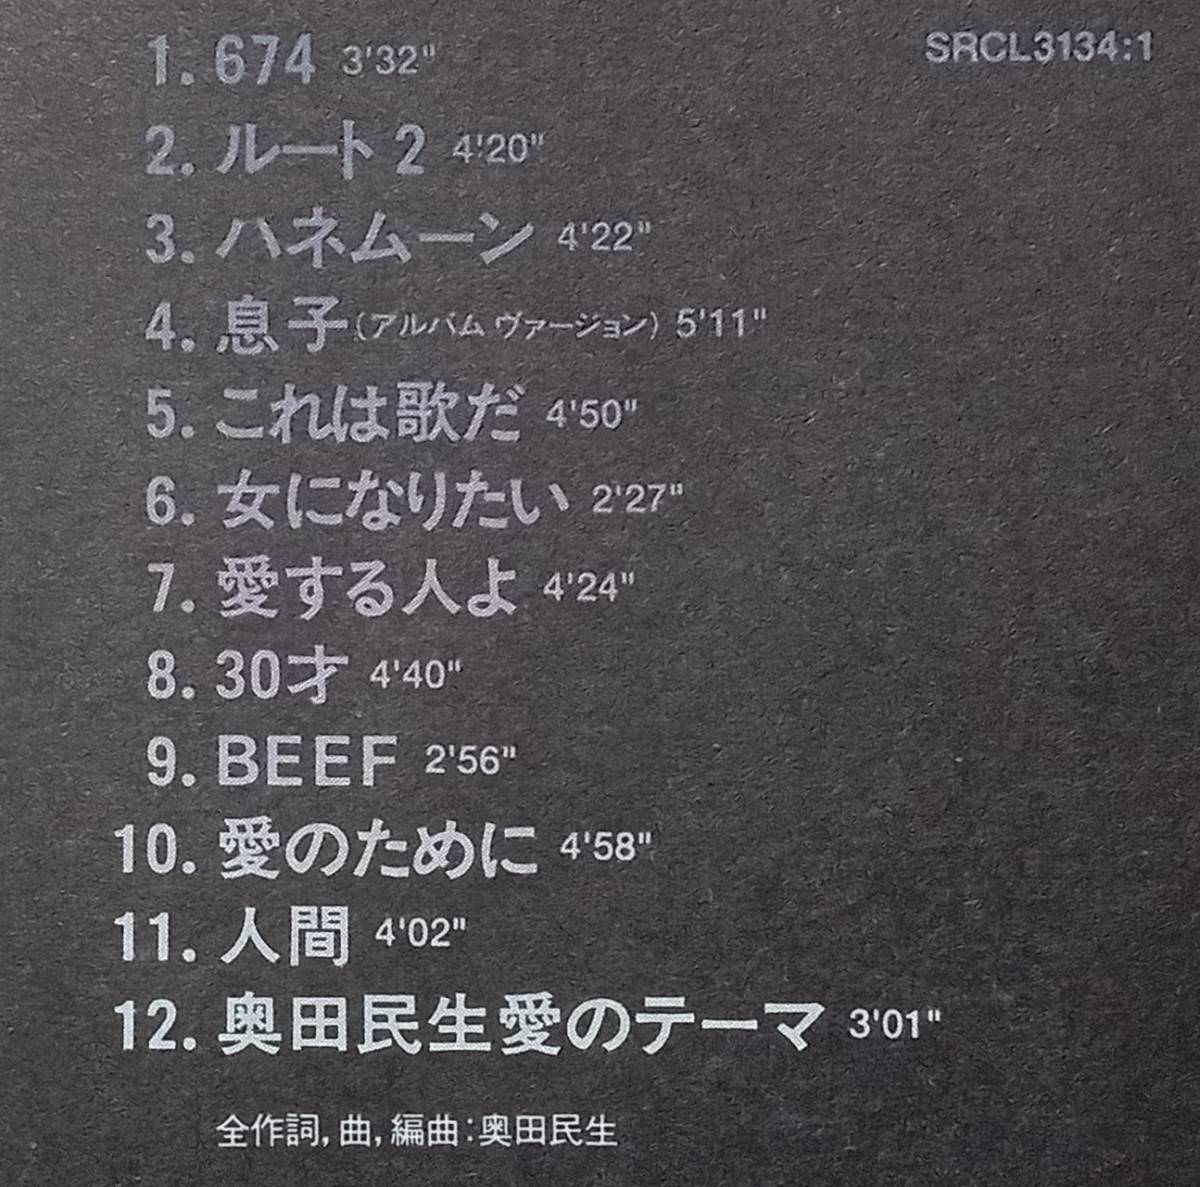 SRCL3134:1
1. 674 3'32"
2. ルート2 4'20"
3. ハネムーン 4'22"
4. 息子(アルバム ヴァージョン) 5'11"
5. これは歌だ 4'50"
6. 女になりたい 2'27"
7. 愛する人よ 4'24"
8. 30才 4'40"
9. BEEF 2'56"
10. 愛のために 4'58"
11. 人間 4'02"
12. 奥田民生愛のテーマ 3'01"
全作詞,曲,編曲:奥田民生